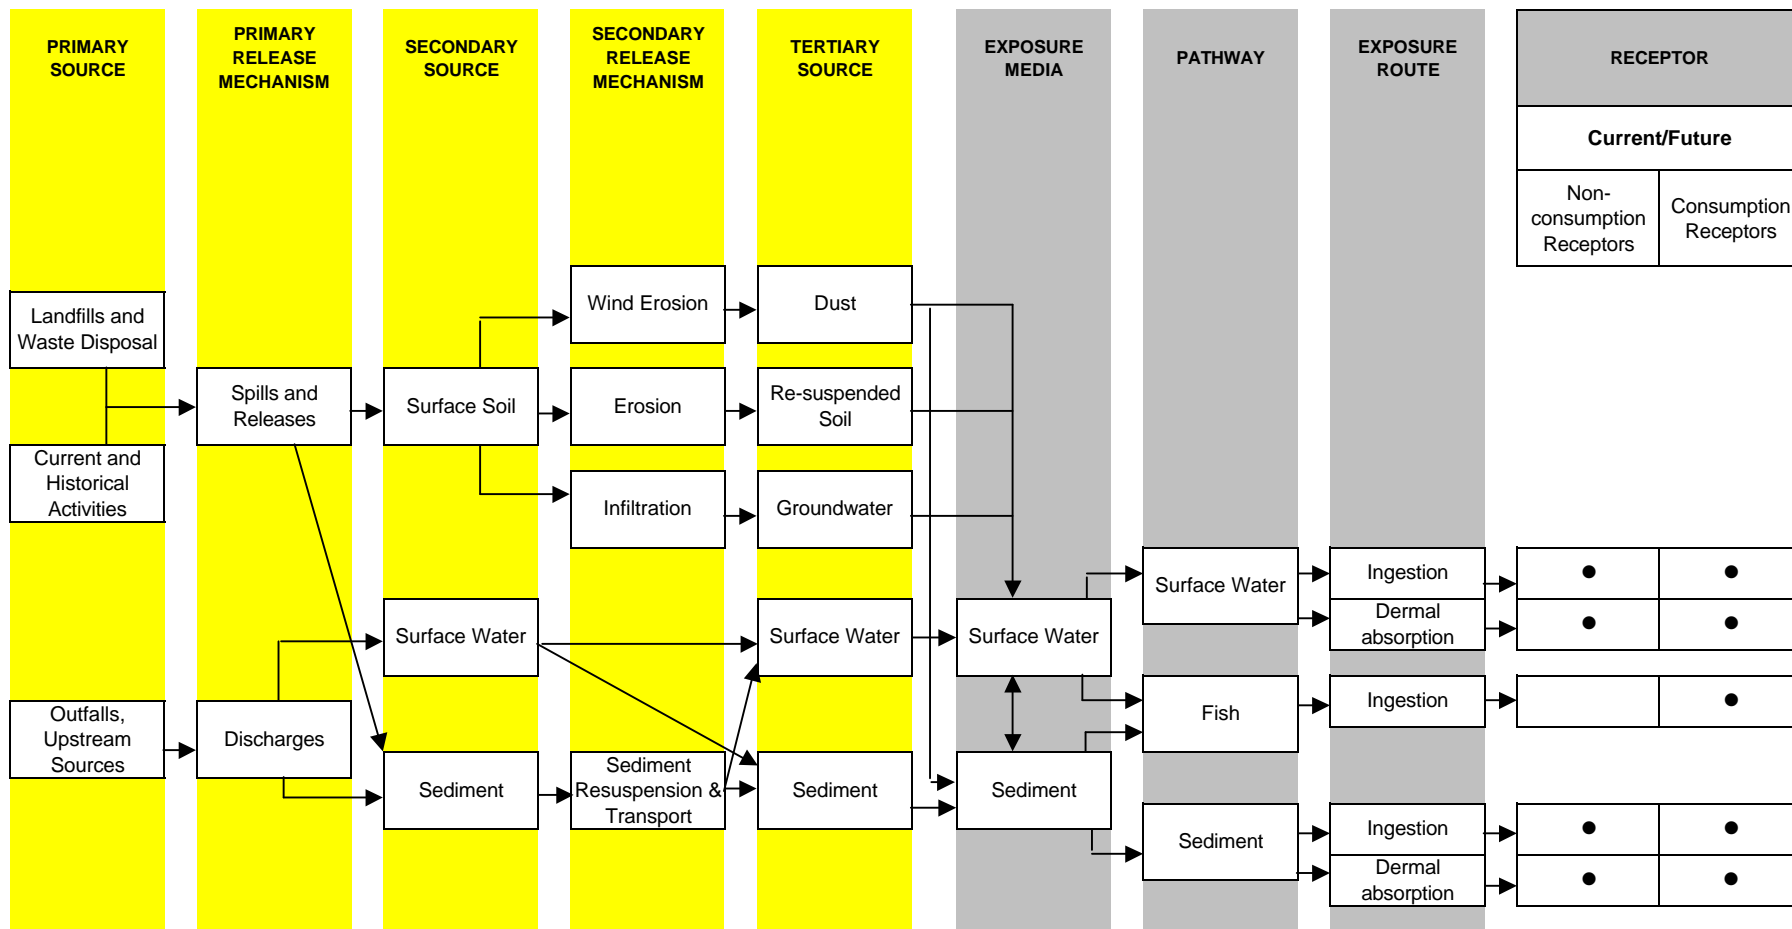 PRIMARY
SOURCE
PRIMARY
RELEASE
MECHANISM
SECONDARY
SOURCE
SECONDARY
RELEASE
MECHANISM
TERTIARY
SOURCE
EXPOSURE
MEDIA
PATHWAY
EXPOSURE
ROUTE
RECEPTOR
Current/Future
Non-
consumption
Receptors
Consumption
Receptors
Landfills and
Waste Disposal
Current and
Historical
Activities
Outfalls,
Upstream
Sources
Spills and
Releases
Discharges
Surface Soil
Surface Water
Sediment
Wind Erosion
Erosion
Infiltration
Sediment
Resuspension &
Transport
Dust
Re-suspended
Soil
Groundwater
Surface Water
Sediment
Surface Water
Sediment
Surface Water
Fish
Sediment
Ingestion
Dermal
absorption
Ingestion
Ingestion
Dermal
absorption
● ●
● ●
●
● ●
● ●